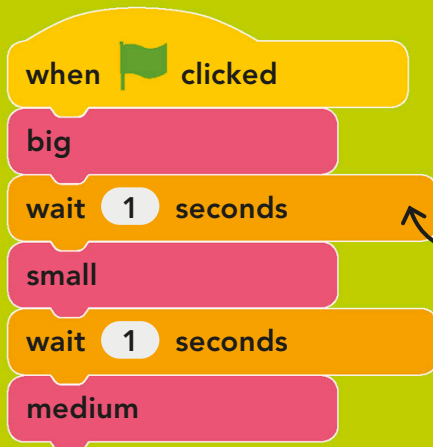 when clicked
big
wait 1 seconds
small
wait 1 seconds
medium